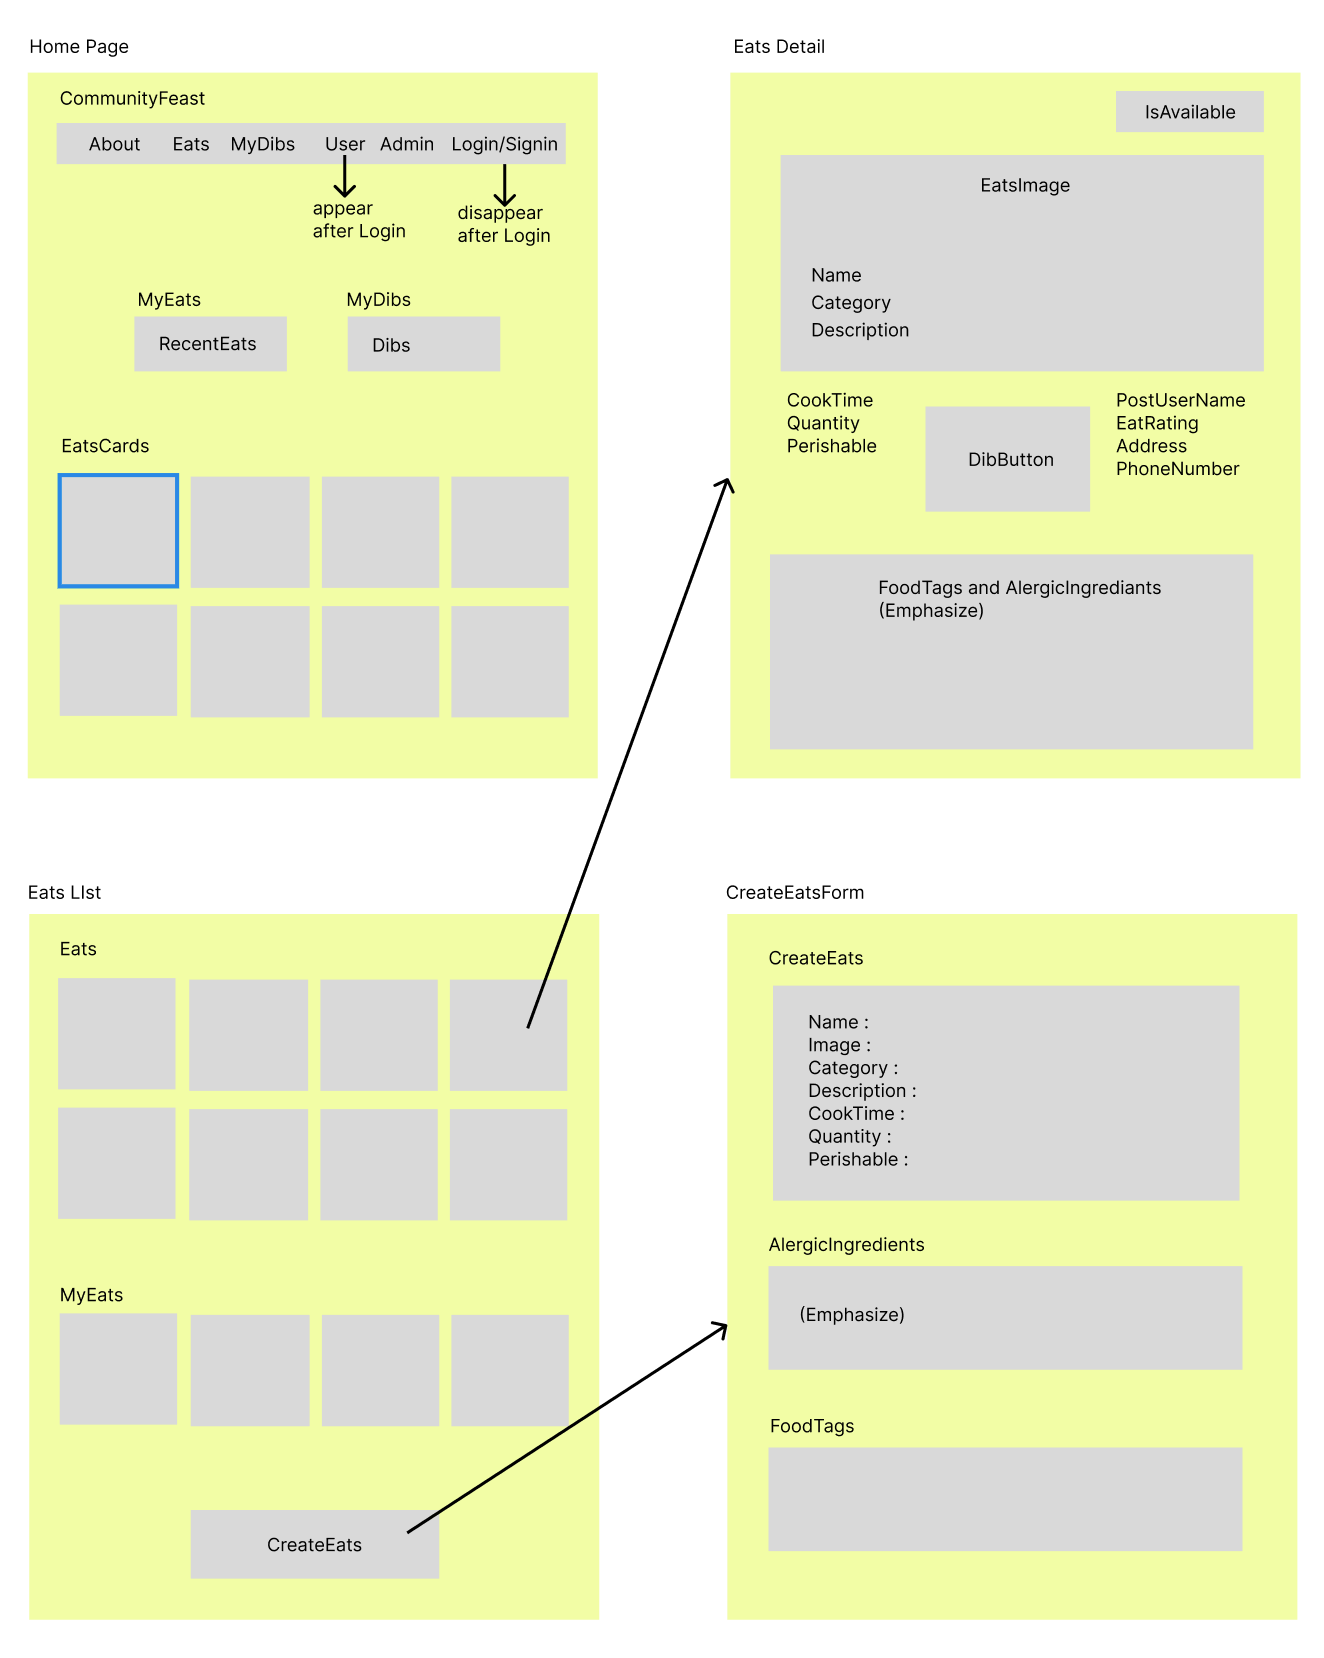 Home Page
CommunityFeast
About Eats MyDibs User Admin Login/Signin
appear
after Login
disappear
after Login
MyEats
RecentEats
MyDibs
Dibs
EatsCards
Eats Detail
IsAvailable
EatsImage
Name
Category
Description
CookTime
Quantity
Perishable
DibButton
PostUserName
EatRating
Address
PhoneNumber
FoodTags and AlergicIngrediants
(Emphasize)
Eats LIst
Eats
MyEats
CreateEats
CreateEatsForm
CreateEats
Name :
Image :
Category :
Description :
CookTime :
Quantity :
Perishable :
AlergicIngredients
(Emphasize)
FoodTags